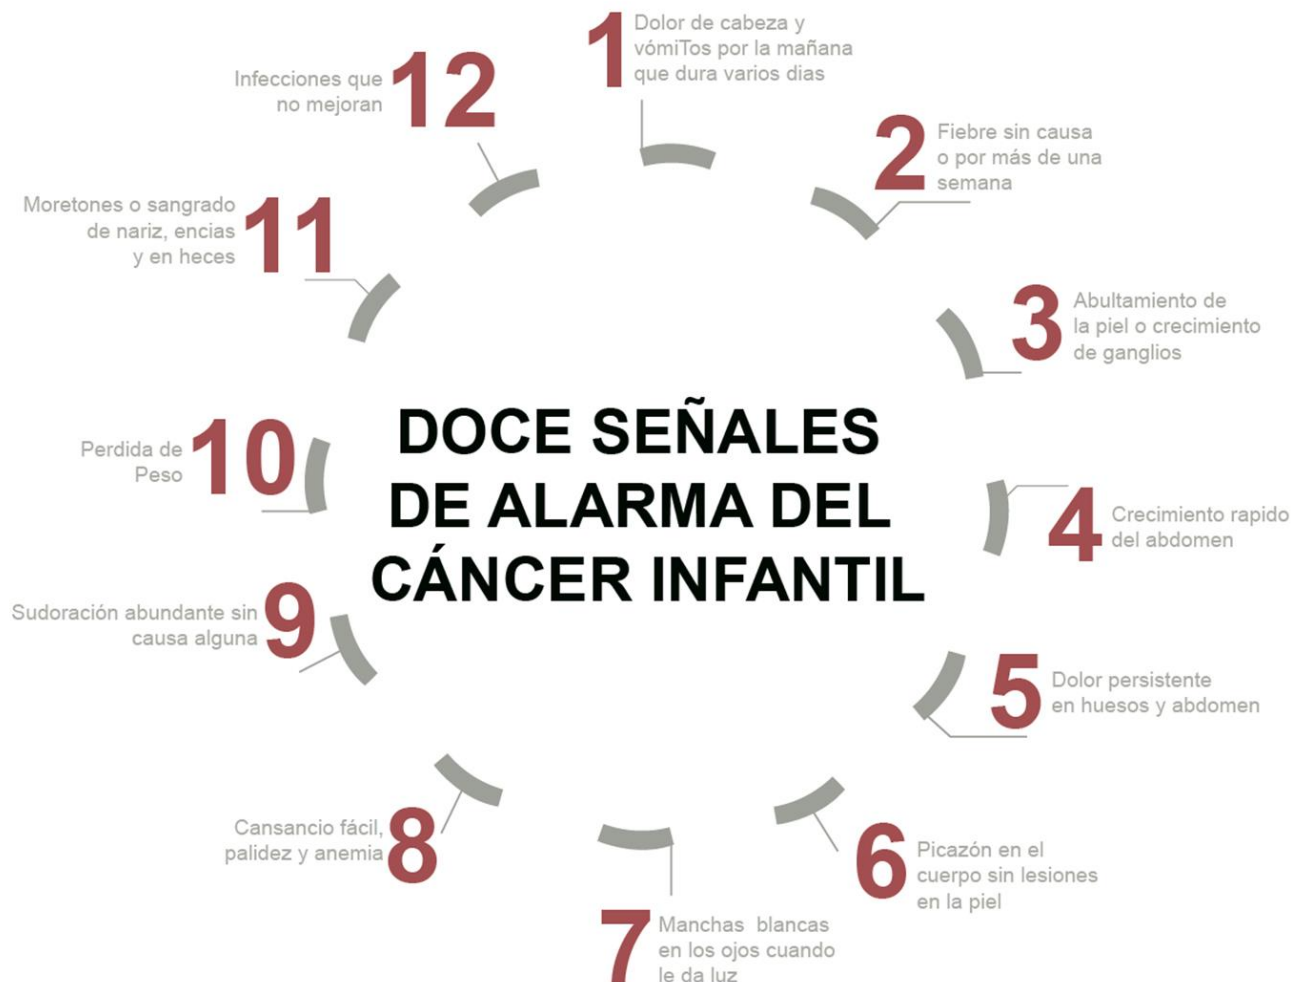 1
Dolor de cabeza y
vómiTos por la mañana
que dura varios dias
2
Fiebre sin causa
o por más de una
semana
3
Abultamiento de
la piel o crecimiento
de ganglios
4
Crecimiento rapido
del abdomen
5
Dolor persistente
en huesos y abdomen
6
Picazón en el
cuerpo sin lesiones
en la piel
7
Manchas blancas
en los ojos cuando
le da luz
8
Cansancio fácil,
palidez y anemia
9
Sudoración abundante sin
causa alguna
10
Perdida de
Peso
11
Moretones o sangrado
de nariz, encias
y en heces
12
Infecciones que
no mejoran
DOCE SEÑALES
DE ALARMA DEL
CÁNCER INFANTIL